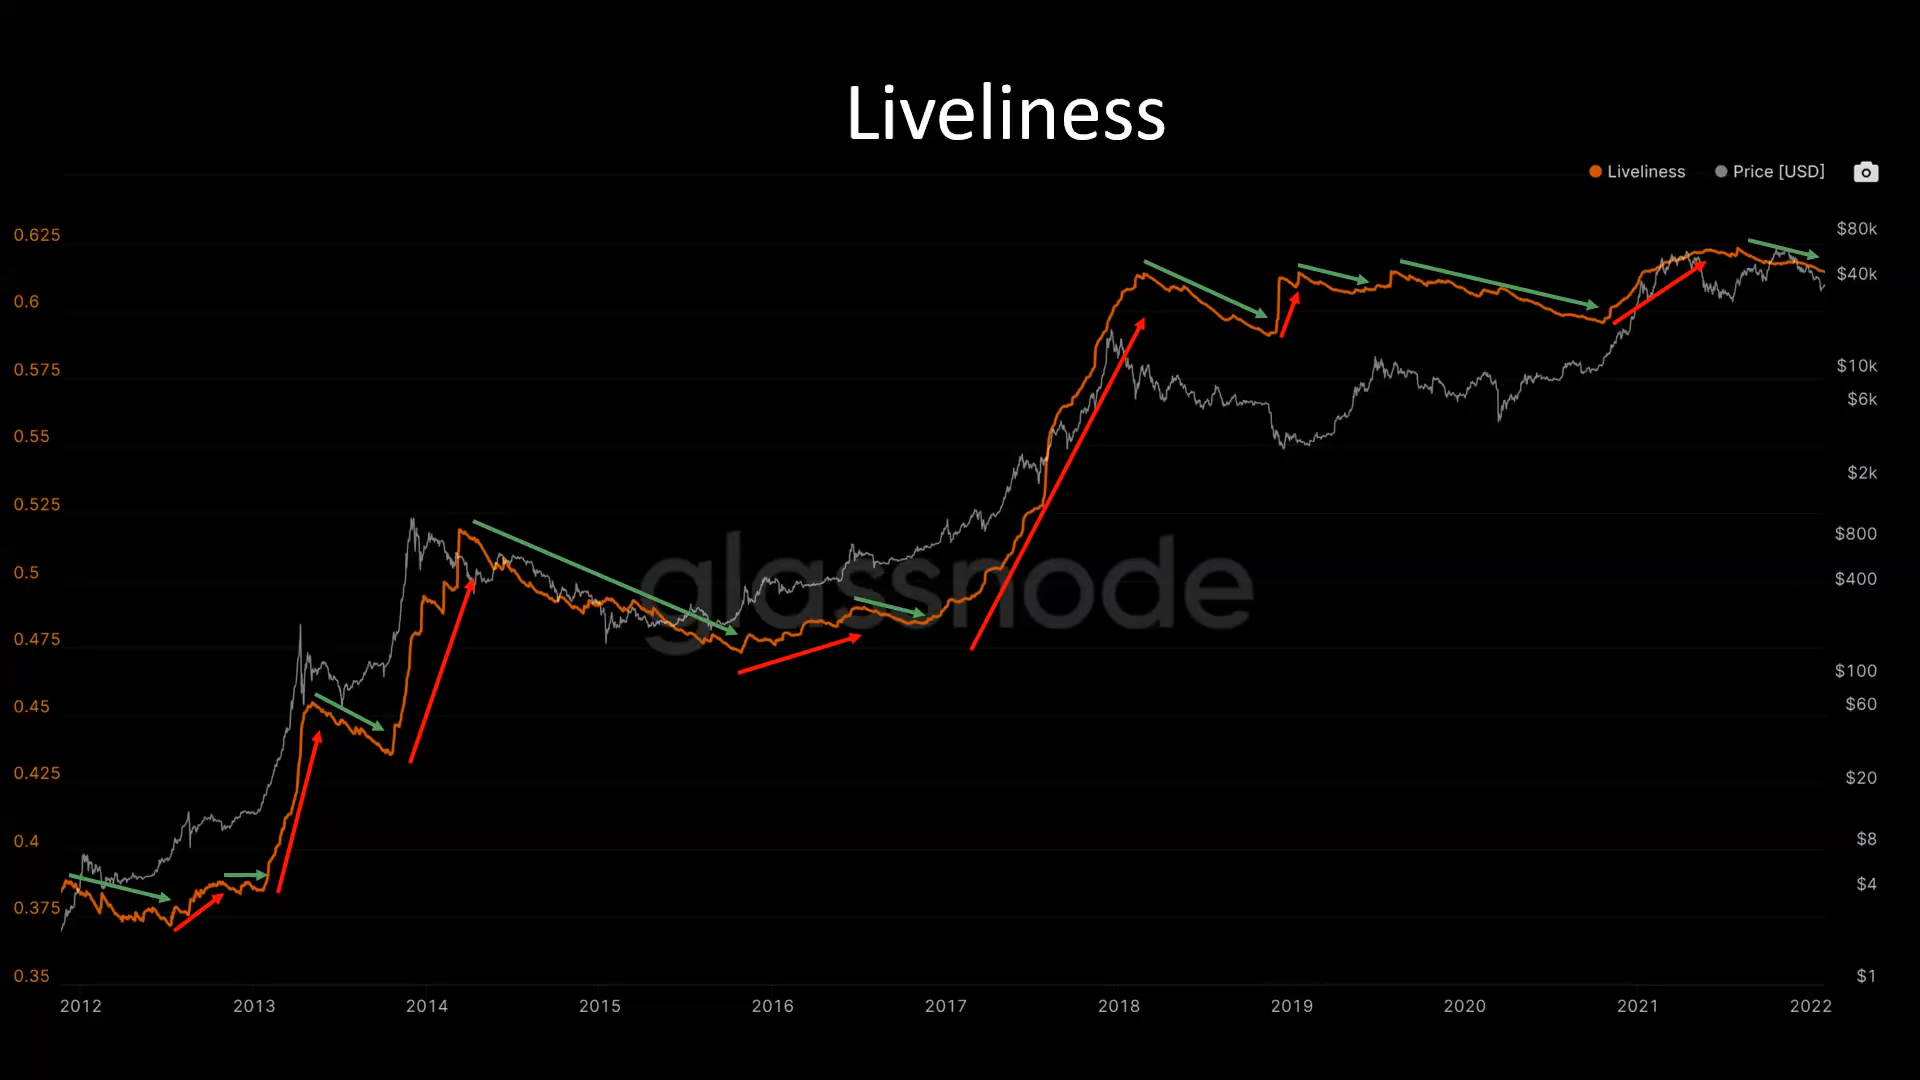 Liveliness
Liveliness Price [USD]
0.625
0.6
0.575
0.55
0.525
0.5
0.475
0.45
0.425
0.4
0.375
0.35
$80k
$40k
$10k
$6k
$2k
$800
$400
$100
$60
$20
$8
$4
$1
glassnode
2012 2013 2014 2015 2016 2017 2018 2019 2020 2021 2022